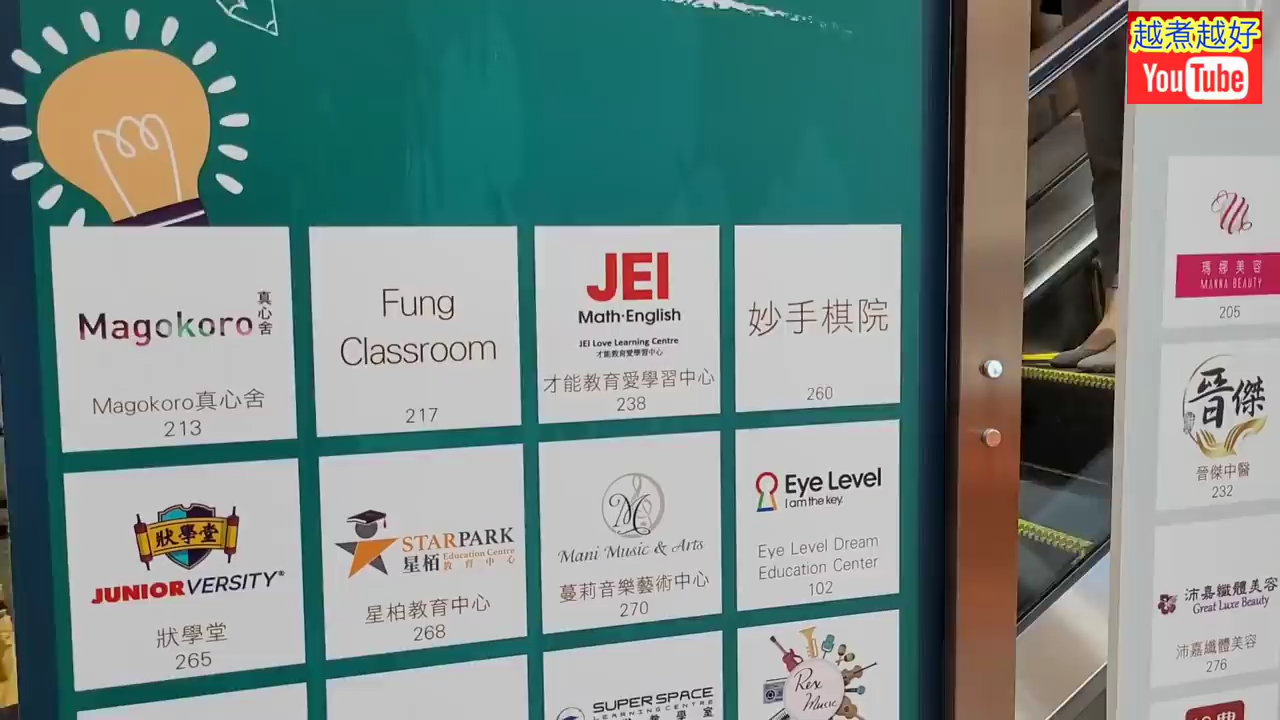 越煮越好
YouTube
Magokoro
真心舍
Magokoro真心舍
213
Fung
Classroom
217
JEI
Math·English
JEI Love Learning Centre
才能教育愛學習中心
才能教育愛學習中心
238
妙手棋院
260
狀學堂
JUNIORVERSITY®
狀學堂
265
STARPARK
星栢
Education Centre
教育中心
星柏教育中心
268
M
Mani Music & Arts
蔓莉音樂藝術中心
270
Eye Level
I am the key.
Eye Level Dream
Education Center
102
SUPER SPACE
LEARNING CENTRE
教學室
Rex
Music
瑪娜美容
MANNA BEAUTY
205
晉傑
晉傑中醫
232
沛嘉纖體美容
Great Luxe Beauty
沛嘉纖體美容
276